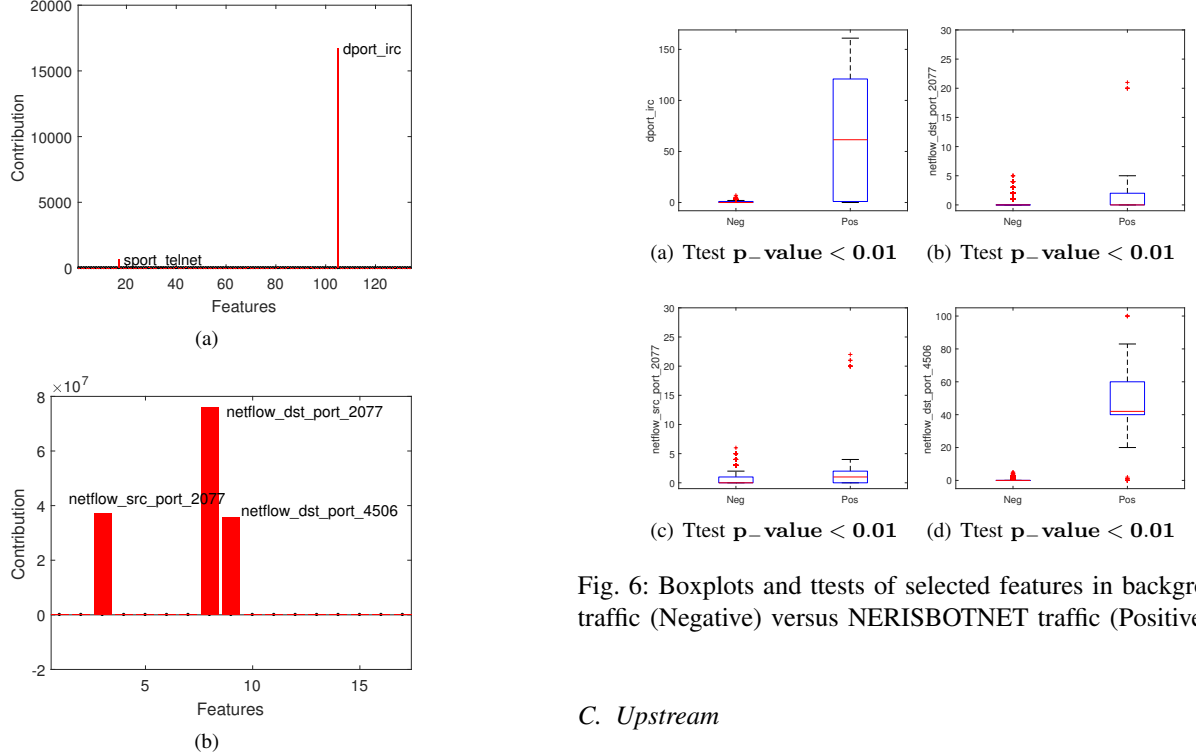 20000
15000
10000
5000
0
Contribution
dport_irc
sport_telnet
20 40 60 80 100 120
Features
(a)
×10^7
8
6
4
2
0
-2
Contribution
netflow_dst_port_2077
netflow_src_port_2077
netflow_dst_port_4506
5 10 15
Features
(b)
150
100
50
0
dport_irc
Neg Pos
(a) Ttest p_value < 0.01
30
25
20
15
10
5
0
netflow_dst_port_2077
Neg Pos
(b) Ttest p_value < 0.01
30
25
20
15
10
5
0
netflow_src_port_2077
Neg Pos
(c) Ttest p_value < 0.01
100
80
60
40
20
0
netflow_dst_port_4506
Neg Pos
(d) Ttest p_value < 0.01
Fig. 6: Boxplots and ttests of selected features in backgr
traffic (Negative) versus NERISBOTNET traffic (Positive
C. Upstream